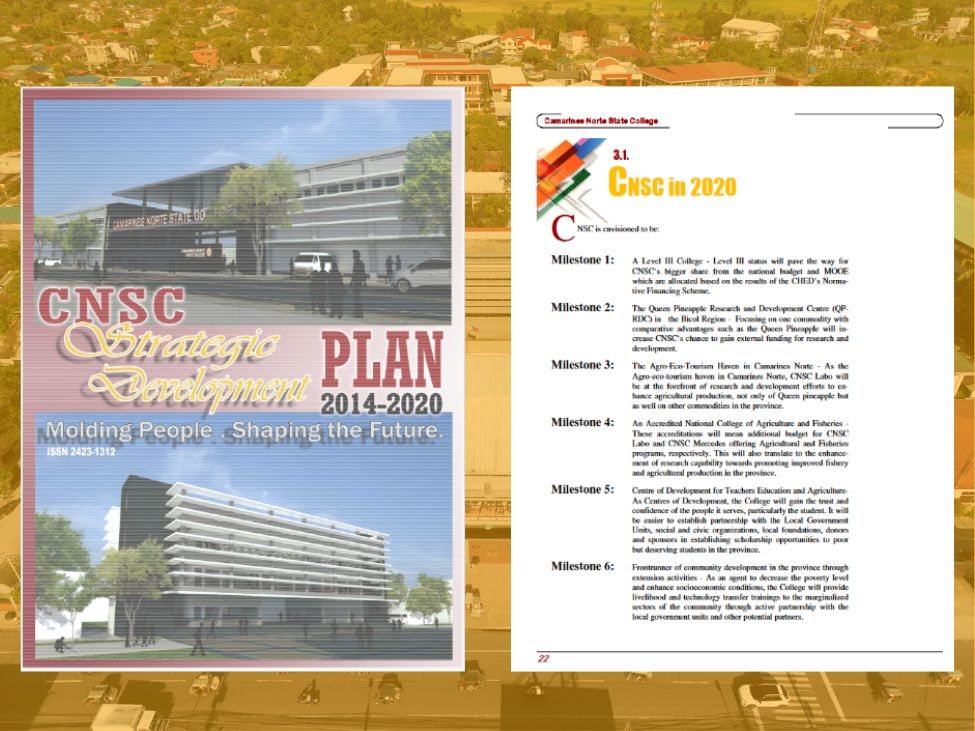 CAMARINES NORTE STATE
CNSC
Strategic
Development
PLAN
2014-2020
Molding People . Shaping the Future.
ISSN 2423-1312
Camarines Norte State College
3.1.
CNSC in 2020
CNSC is envisioned to be:
Milestone 1: A Level III College - Level III status will pave the way for
CNSC's bigger share from the national budget and MOOE
which are allocated based on the results of the CHED's Norma-
tive Financing Scheme.
Milestone 2: The Queen Pineapple Research and Development Centre (QP-
RDC) in the Bicol Region - Focusing on one commodity with
comparative advantages such as the Queen Pineapple will in-
crease CNSC's chance to gain external funding for research and
development.
Milestone 3: The Agro-Eco-Tourism Haven in Camarines Norte - As the
Agro-eco-tourism haven in Camarines Norte, CNSC Labo will
be at the forefront of research and development efforts to en-
hance agricultural production, not only of Queen pineapple but
as well on other commodities in the province.
Milestone 4: An Accredited National College of Agriculture and Fisheries -
These accreditations will mean additional budget for CNSC
Labo and CNSC Mercedes offering Agricultural and Fisheries
programs, respectively. This will also translate to the enhance-
ment of research capability towards promoting improved fishery
and agricultural production in the province.
Milestone 5: Centre of Development for Teachers Education and Agriculture-
As Centres of Development, the College will gain the trust and
confidence of the people it serves, particularly the student. It will
be easier to establish partnership with the Local Government
Units, social and civic organizations, local foundations, donors
and sponsors in establishing scholarship opportunities to poor
but deserving students in the province.
Milestone 6: Frontrunner of community development in the province through
extension activities - As an agent to decrease the poverty level
and enhance socioeconomic conditions, the College will provide
livelihood and technology transfer trainings to the marginalized
sectors of the community through active partnership with the
local government units and other potential partners.
22